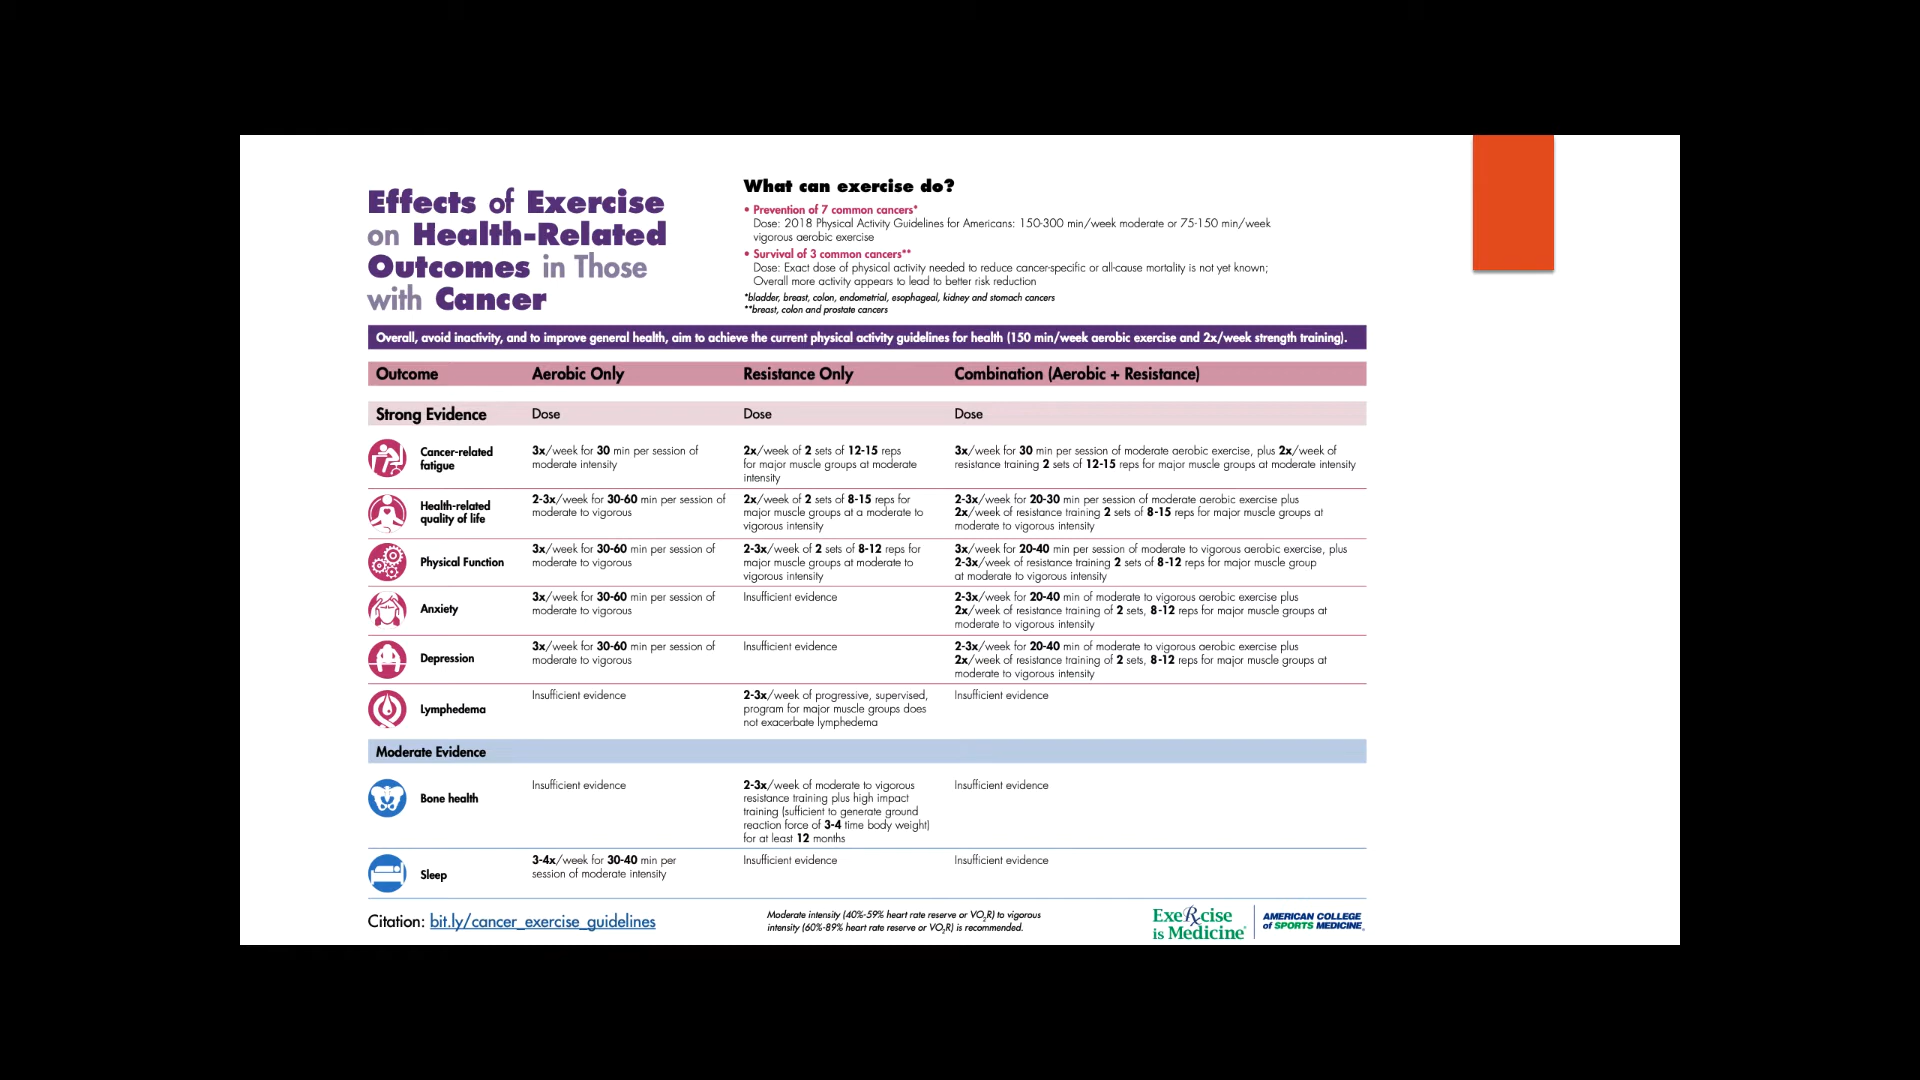 Effects of Exercise
on Health-Related
Outcomes in Those
with Cancer
What can exercise do?
• Prevention of 7 common cancers*
Dose: 2018 Physical Activity Guidelines for Americans: 150-300 min/week moderate or 75-150 min/week
vigorous aerobic exercise
• Survival of 3 common cancers**
Dose: Exact dose of physical activity needed to reduce cancer-specific or all-cause mortality is not yet known;
Overall more activity appears to lead to better risk reduction
*bladder, breast, colon, endometrial, esophageal, kidney and stomach cancers
**breast, colon and prostate cancers
Overall, avoid inactivity, and to improve general health, aim to achieve the current physical activity guidelines for health (150 min/week aerobic exercise and 2x/week strength training).
Outcome Aerobic Only Resistance Only Combination (Aerobic + Resistance)
Strong Evidence Dose Dose Dose
Cancer-related
fatigue
3x/week for 30 min per session of
moderate intensity
2x/week of 2 sets of 12-15 reps
for major muscle groups at moderate
intensity
3x/week for 30 min per session of moderate aerobic exercise, plus 2x/week of
resistance training 2 sets of 12-15 reps for major muscle groups at moderate intensity
Health-related
quality of life
2-3x/week for 30-60 min per session of
moderate to vigorous
2x/week of 2 sets of 8-15 reps for
major muscle groups at a moderate to
vigorous intensity
2-3x/week for 20-30 min per session of moderate aerobic exercise plus
2x/week of resistance training 2 sets of 8-15 reps for major muscle groups at
moderate to vigorous intensity
Physical Function
3x/week for 30-60 min per session of
moderate to vigorous
2-3x/week of 2 sets of 8-12 reps for
major muscle groups at moderate to
vigorous intensity
3x/week for 20-40 min per session of moderate to vigorous aerobic exercise, plus
2-3x/week of resistance training 2 sets of 8-12 reps for major muscle group
at moderate to vigorous intensity
Anxiety
3x/week for 30-60 min per session of
moderate to vigorous
Insufficient evidence
2-3x/week for 20-40 min of moderate to vigorous aerobic exercise plus
2x/week of resistance training of 2 sets, 8-12 reps for major muscle groups at
moderate to vigorous intensity
Depression
3x/week for 30-60 min per session of
moderate to vigorous
Insufficient evidence
2-3x/week for 20-40 min of moderate to vigorous aerobic exercise plus
2x/week of resistance training of 2 sets, 8-12 reps for major muscle groups at
moderate to vigorous intensity
Lymphedema
Insufficient evidence
2-3x/week of progressive, supervised,
program for major muscle groups does
not exacerbate lymphedema
Insufficient evidence
Moderate Evidence
Bone health
Insufficient evidence
2-3x/week of moderate to vigorous
resistance training plus high impact
training (sufficient to generate ground
reaction force of 3-4 time body weight)
for at least 12 months
Insufficient evidence
Sleep
3-4x/week for 30-40 min per
session of moderate intensity
Insufficient evidence
Insufficient evidence
Citation: bit.ly/cancer_exercise_guidelines
Moderate intensity (40%-59% heart rate reserve or VO2R) to vigorous
intensity (60%-89% heart rate reserve or VO2R) is recommended.
ExeRxcise
is Medicine®
AMERICAN COLLEGE
of SPORTS MEDICINE